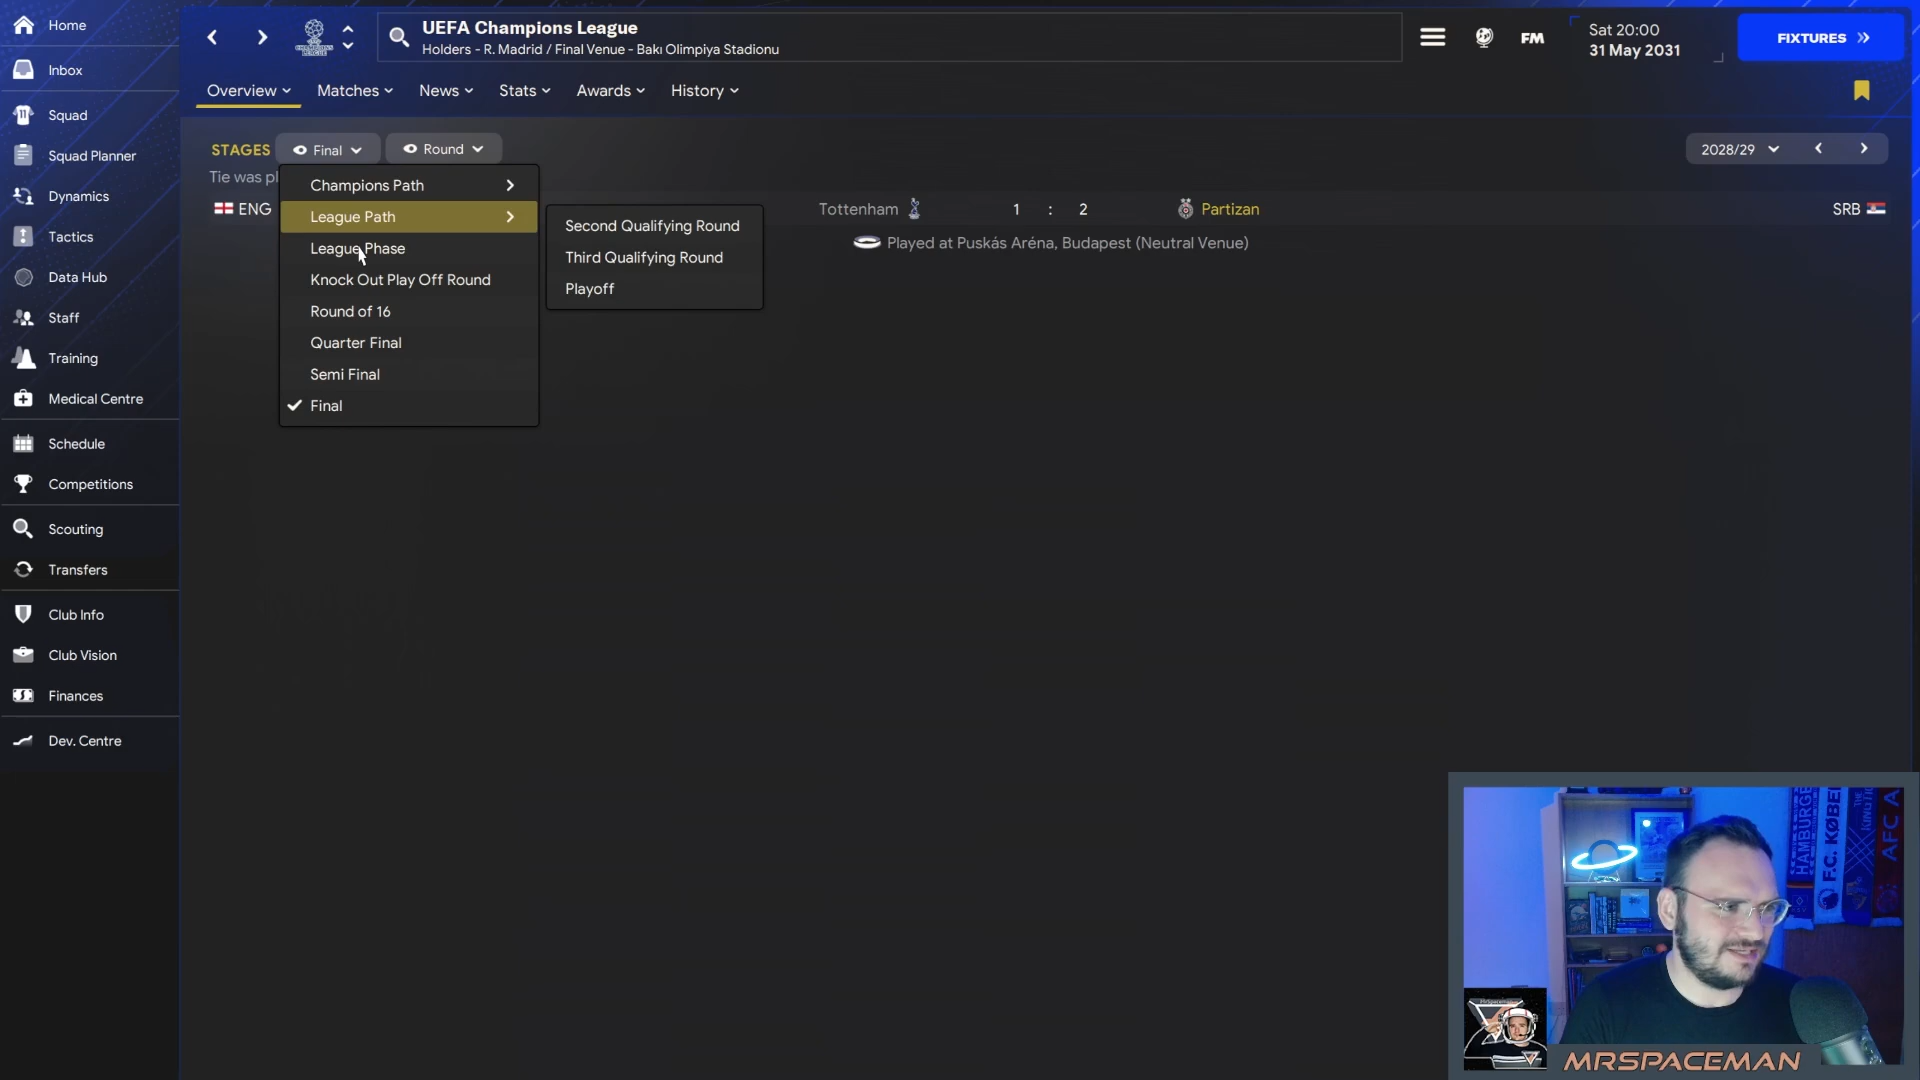 Home
Inbox
Squad
Squad Planner
Dynamics
Tactics
Data Hub
Staff
Training
Medical Centre
Schedule
Competitions
Scouting
Transfers
Club Info
Club Vision
Finances
Dev. Centre
UEFA Champions League
Holders - R. Madrid / Final Venue - Bakı Olimpiya Stadionu
FM
Sat 20:00
31 May 2031
FIXTURES
Overview Matches News Stats Awards History
STAGES Final Round
2028/29
Tie was pl
ENG Tottenham 1 : 2 Partizan SRB
Played at Puskás Aréna, Budapest (Neutral Venue)
Champions Path
League Path
League Phase
Knock Out Play Off Round
Round of 16
Quarter Final
Semi Final
Final
Second Qualifying Round
Third Qualifying Round
Playoff
HAMBURGE
F.C. KØBE
AFC A
MRSPACEMAN